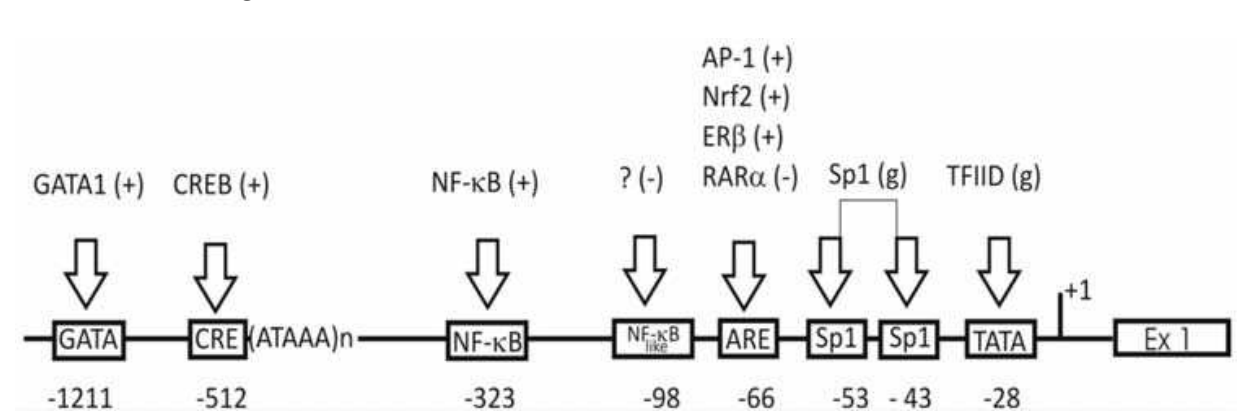 AP-1 (+)
Nrf2 (+)
ERβ (+)
GATA1 (+) CREB (+) NF-κB (+) ? (-) RARα (-) Sp1 (g) TFIID (g)
+1
GATA CRE (ATAAA)n NF-κB NF-κB like ARE Sp1 Sp1 TATA Ex 1
-1211 -512 -323 -98 -66 -53 - 43 -28